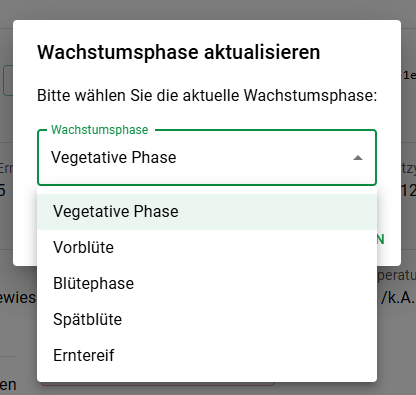 Wachstumsphase aktualisieren
Bitte wählen Sie die aktuelle Wachstumsphase:
Wachstumsphase
Vegetative Phase
Vegetative Phase
Vorblüte
Blütephase
Spätblüte
Erntereif
/k.A.